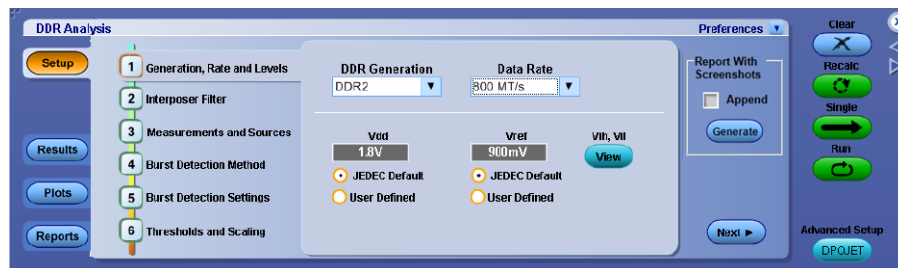 DDR Analysis
Preferences
Setup
Results
Plots
Reports
1 Generation, Rate and Levels
2 Interposer Filter
3 Measurements and Sources
4 Burst Detection Method
5 Burst Detection Settings
6 Thresholds and Scaling
DDR Generation
DDR2
Data Rate
800 MT/s
Vdd
1.8V
JEDEC Default
User Defined
Vref
900mV
JEDEC Default
User Defined
Vih, Vil
View
Report With
Screenshots
Append
Generate
Next
Clear
X
Recalc
Single
Run
Advanced Setup
DPOJET